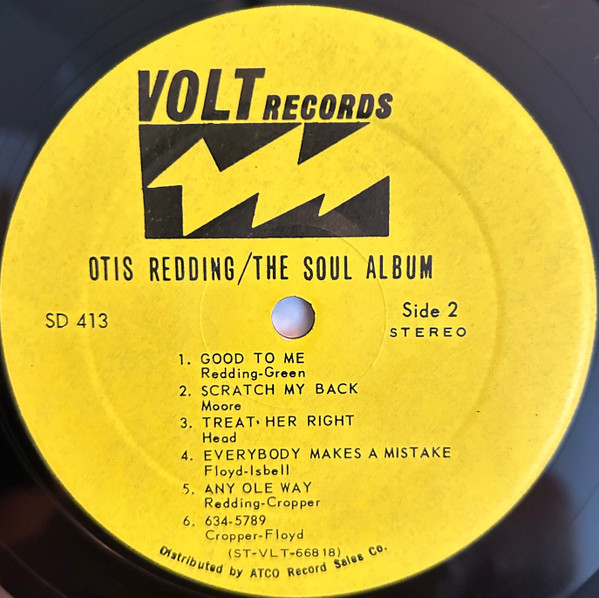 VOLT RECORDS
OTIS REDDING/THE SOUL ALBUM
SD 413
Side 2
STEREO
1. GOOD TO ME
Redding-Green
2. SCRATCH MY BACK
Moore
3. TREAT HER RIGHT
Head
4. EVERYBODY MAKES A MISTAKE
Floyd-Isbell
5. ANY OLE WAY
Redding-Cropper
6. 634-5789
Cropper-Floyd
(ST-VLT-66818)
Distributed by ATCO Record Sales Co.